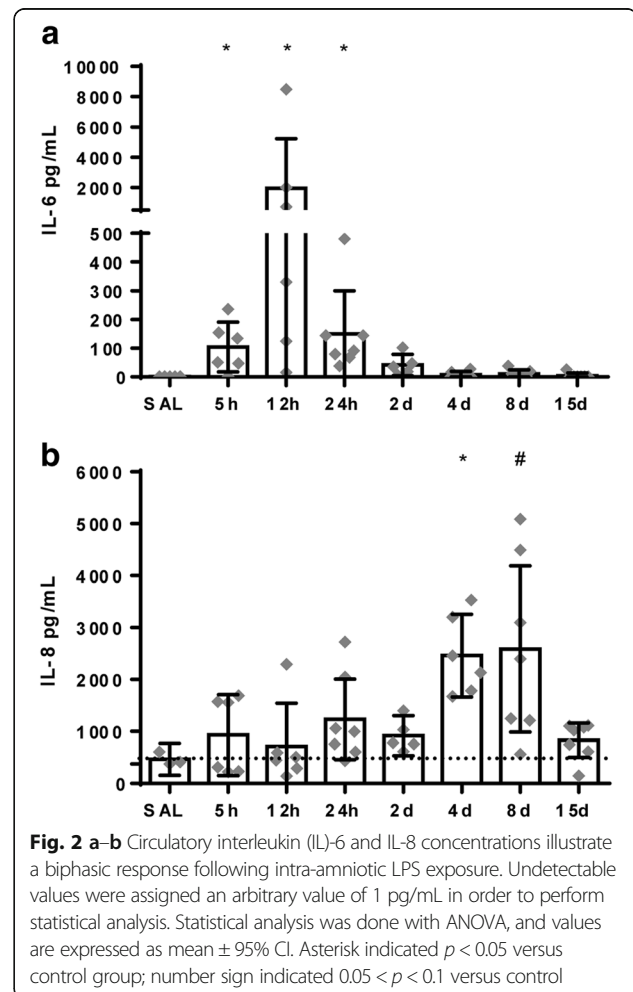 a
* * *
10000
8000
6000
4000
2000
500
400
300
200
100
0
IL-6 pg/mL
SAL 5h 12h 24h 2d 4d 8d 15d
b
* #
6000
5000
4000
3000
2000
1000
0
IL-8 pg/mL
SAL 5h 12h 24h 2d 4d 8d 15d
Fig. 2 a–b Circulatory interleukin (IL)-6 and IL-8 concentrations illustrate
a biphasic response following intra-amniotic LPS exposure. Undetectable
values were assigned an arbitrary value of 1 pg/mL in order to perform
statistical analysis. Statistical analysis was done with ANOVA, and values
are expressed as mean ± 95% CI. Asterisk indicated p < 0.05 versus
control group; number sign indicated 0.05 < p < 0.1 versus control